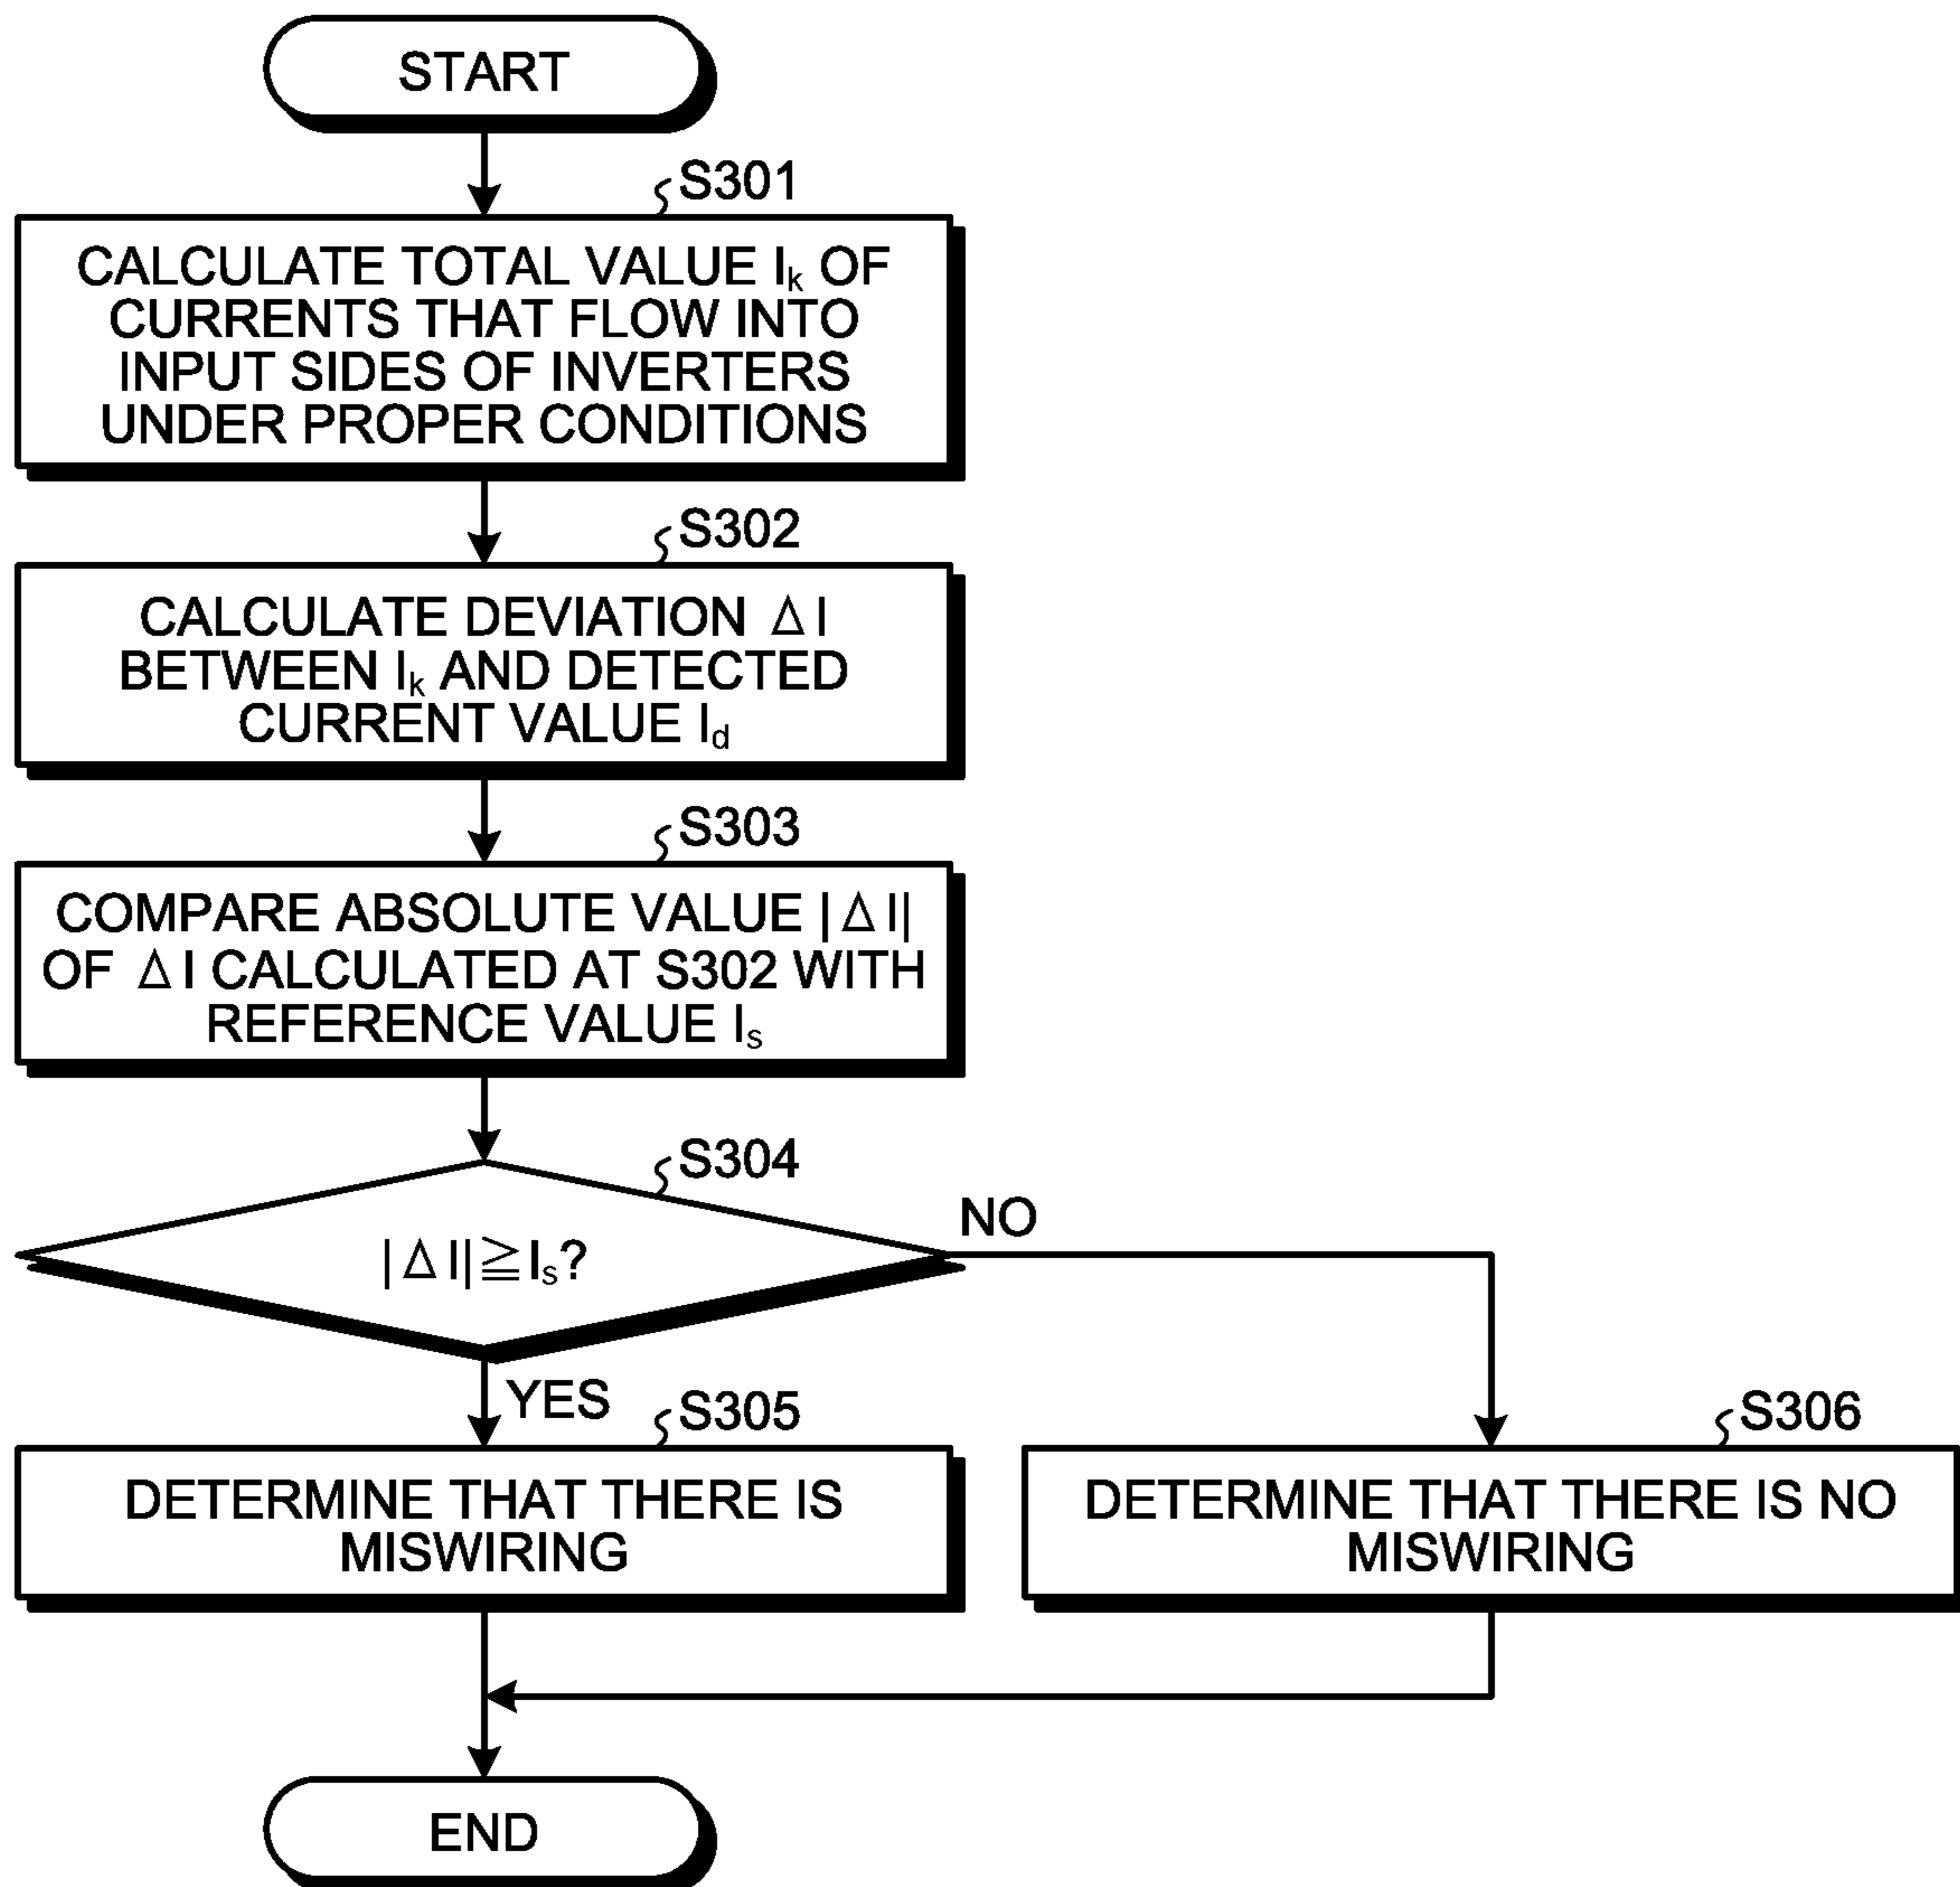 START
S301
CALCULATE TOTAL VALUE Ik OF
CURRENTS THAT FLOW INTO
INPUT SIDES OF INVERTERS
UNDER PROPER CONDITIONS
S302
CALCULATE DEVIATION ΔI
BETWEEN Ik AND DETECTED
CURRENT VALUE Id
S303
COMPARE ABSOLUTE VALUE |ΔI|
OF ΔI CALCULATED AT S302 WITH
REFERENCE VALUE Is
S304
|ΔI|≧Is?
NO
YES
S305
DETERMINE THAT THERE IS
MISWIRING
S306
DETERMINE THAT THERE IS NO
MISWIRING
END